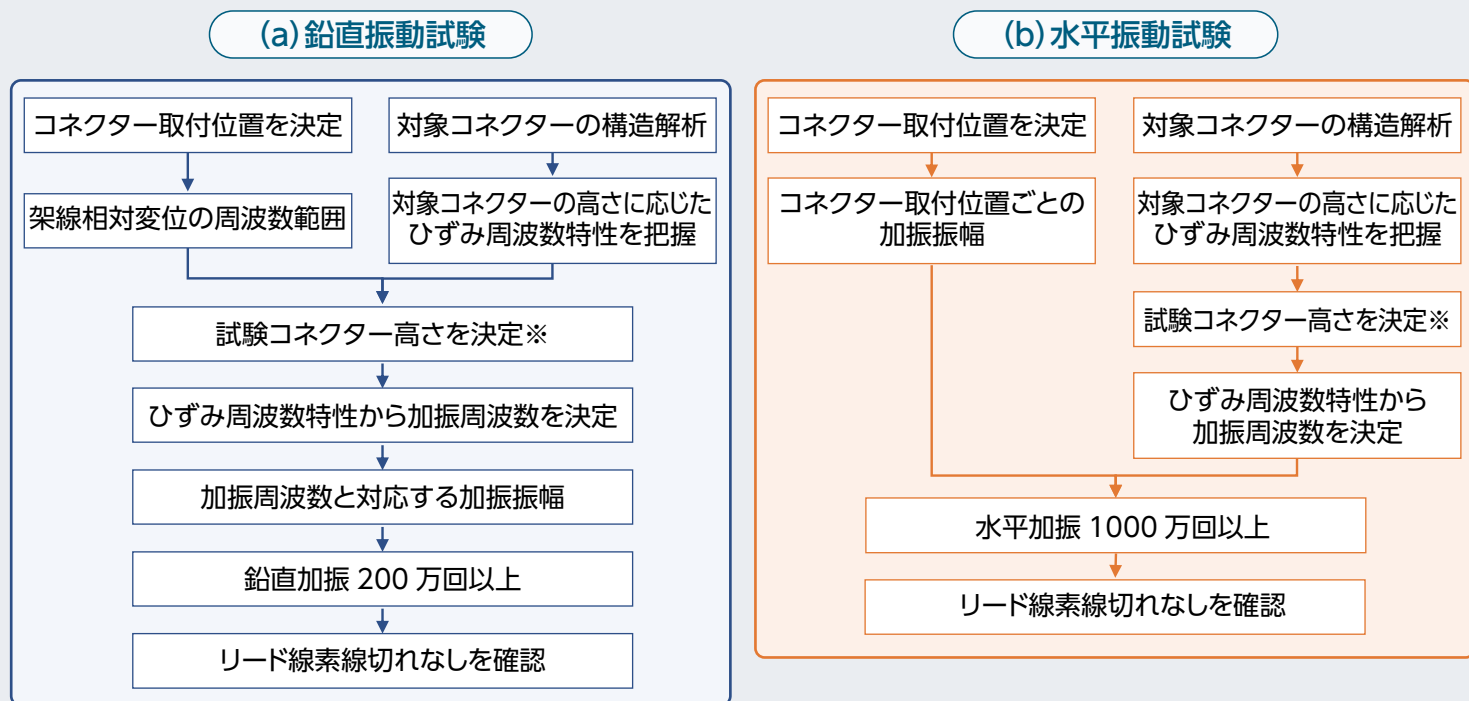 (a)鉛直振動試験
コネクター取付位置を決定
対象コネクターの構造解析
架線相対変位の周波数範囲
対象コネクターの高さに応じた
ひずみ周波数特性を把握
試験コネクター高さを決定※
ひずみ周波数特性から加振周波数を決定
加振周波数と対応する加振振幅
鉛直加振 200 万回以上
リード線素線切れなしを確認
(b)水平振動試験
コネクター取付位置を決定
対象コネクターの構造解析
コネクター取付位置ごとの
加振振幅
対象コネクターの高さに応じた
ひずみ周波数特性を把握
試験コネクター高さを決定※
ひずみ周波数特性から
加振周波数を決定
水平加振 1000 万回以上
リード線素線切れなしを確認